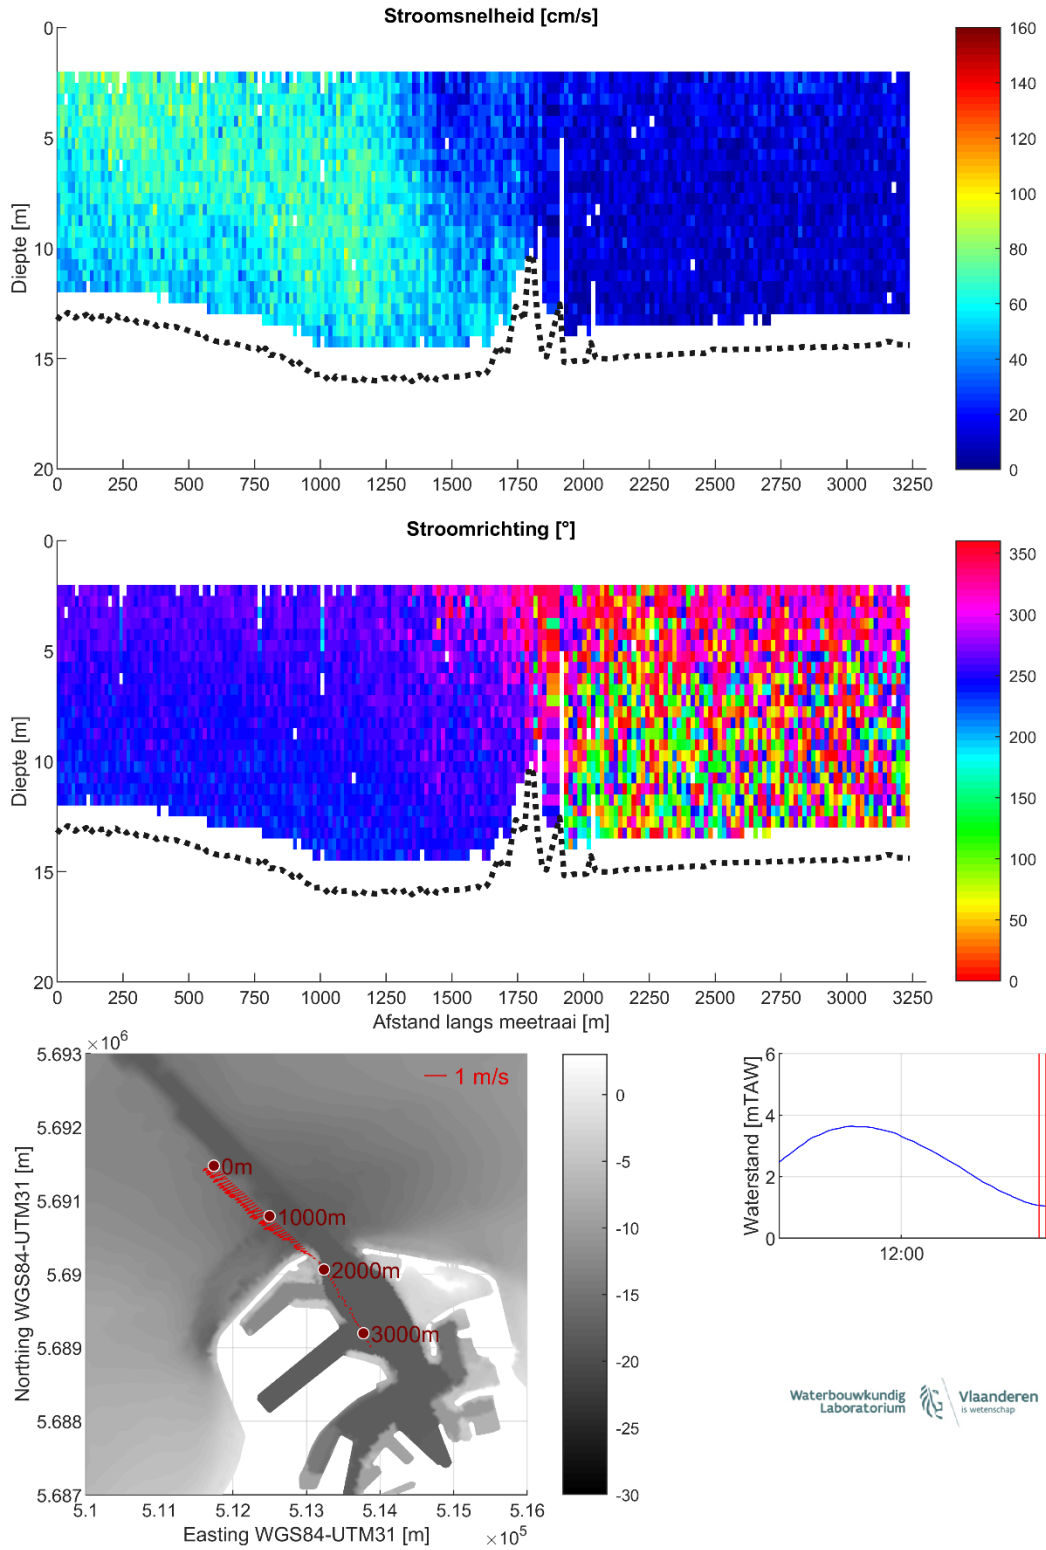 Stroomsnelheid [cm/s]
0
5
10
15
20
Diepte [m]
0 250 500 750 1000 1250 1500 1750 2000 2250 2500 2750 3000 3250
160
140
120
100
80
60
40
20
0
Stroomrichting [°]
0
5
10
15
20
Diepte [m]
0 250 500 750 1000 1250 1500 1750 2000 2250 2500 2750 3000 3250
Afstand langs meetraai [m]
350
300
250
200
150
100
50
0
×10⁶
5.693
5.692
5.691
5.69
5.689
5.688
5.687
Northing WGS84-UTM31 [m]
1 m/s
0m
1000m
2000m
3000m
5.1 5.11 5.12 5.13 5.14 5.15 5.16
Easting WGS84-UTM31 [m]
×10⁵
0
-5
-10
-15
-20
-25
-30
Waterstand [mTAW]
6
4
2
0
12:00
Waterbouwkundig
Laboratorium
Vlaanderen
is wetenschap